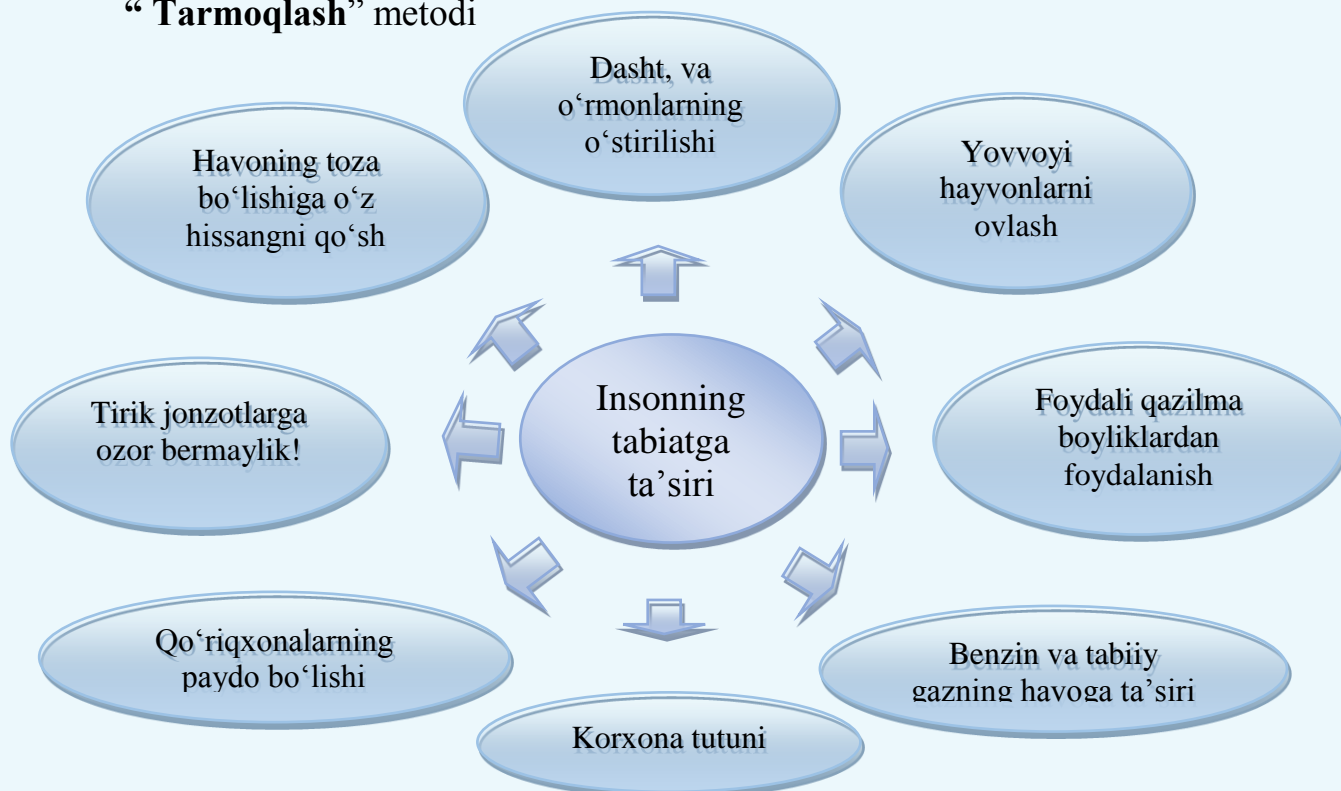 “ Tarmoqlash” metodi
Dasht, va
o‘rmonlarning
o‘stirilishi
Havoning toza
bo‘lishiga o‘z
hissangni qo‘sh
Yovvoyi
hayvonlarni
ovlash
Insonning
tabiatga
ta’siri
Tirik jonzotlarga
ozor bermaylik!
Foydali qazilma
boyliklardan
foydalanish
Qo‘riqxonalarning
paydo bo‘lishi
Benzin va tabiiy
gazning havoga ta’siri
Korxona tutuni